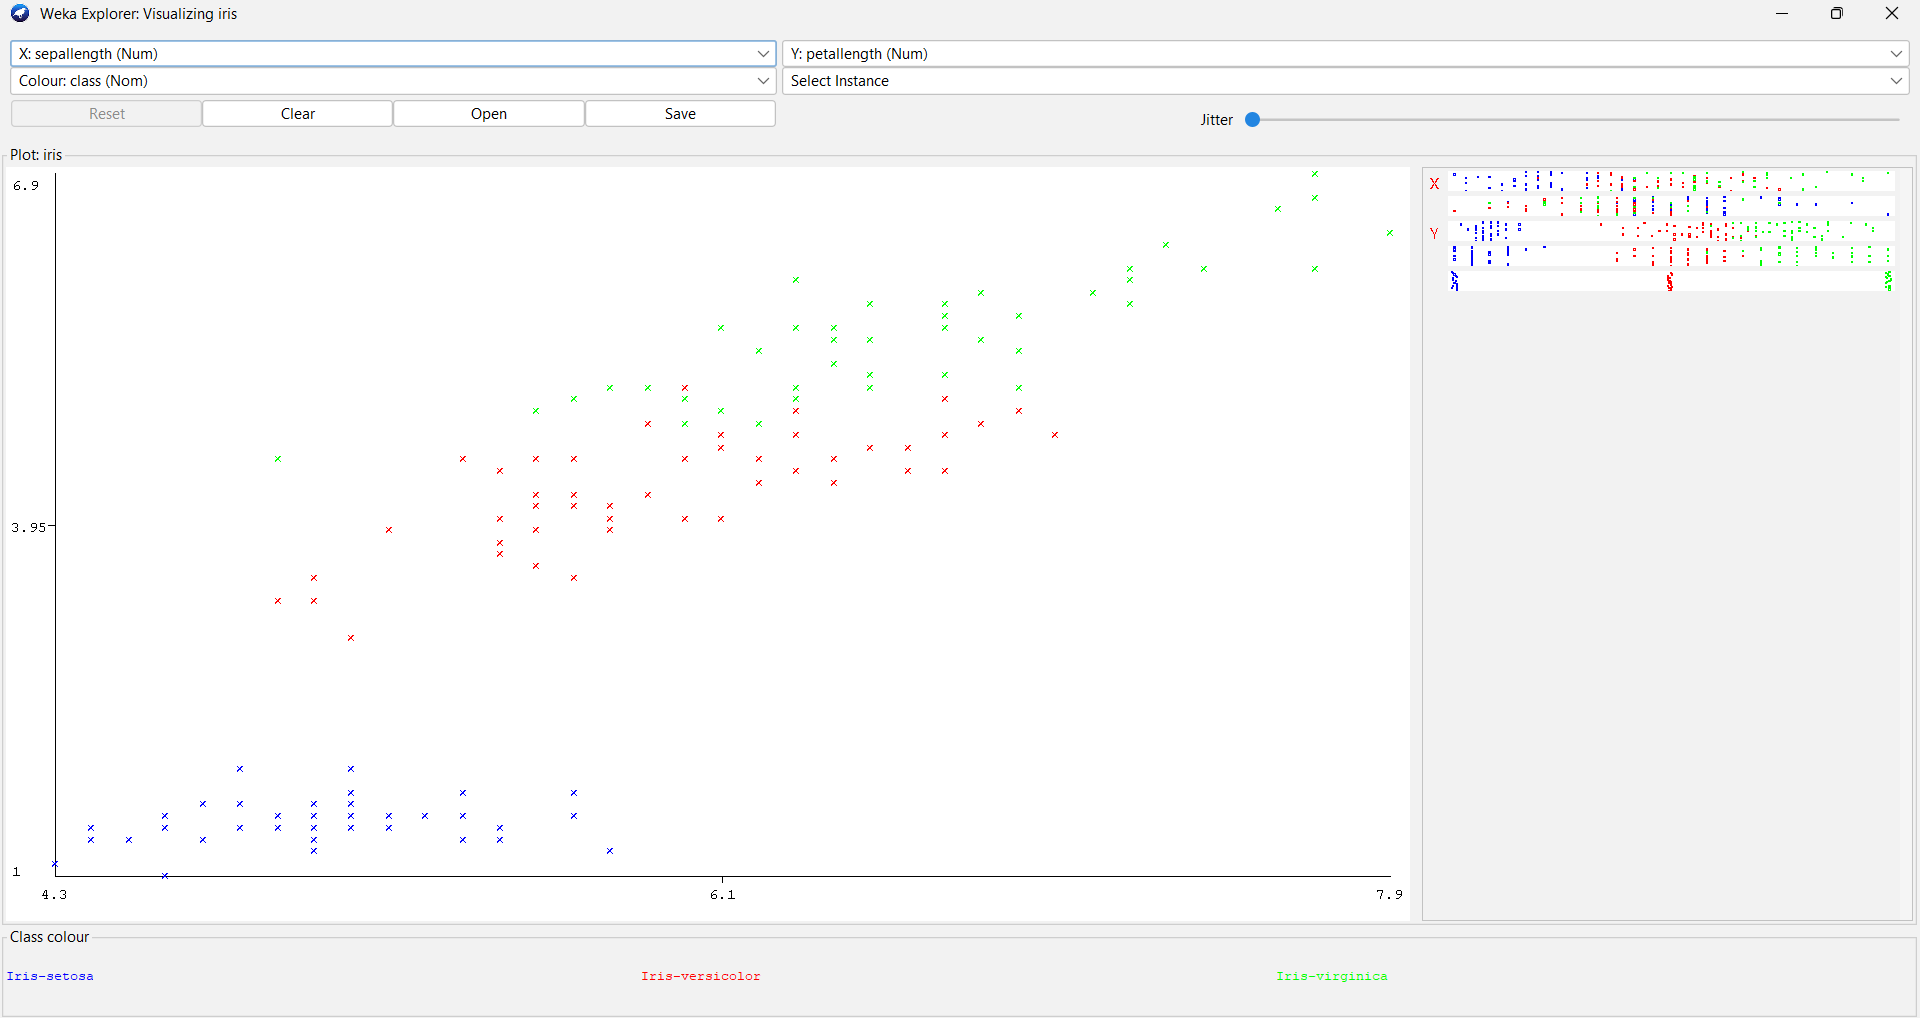 Weka Explorer: Visualizing iris
X: sepallength (Num)
Y: petallength (Num)
Colour: class (Nom)
Select Instance
Reset
Clear
Open
Save
Jitter
Plot: iris
6.9
3.95
1
4.3
6.1
7.9
X
Y
Class colour
Iris-setosa
Iris-versicolor
Iris-virginica